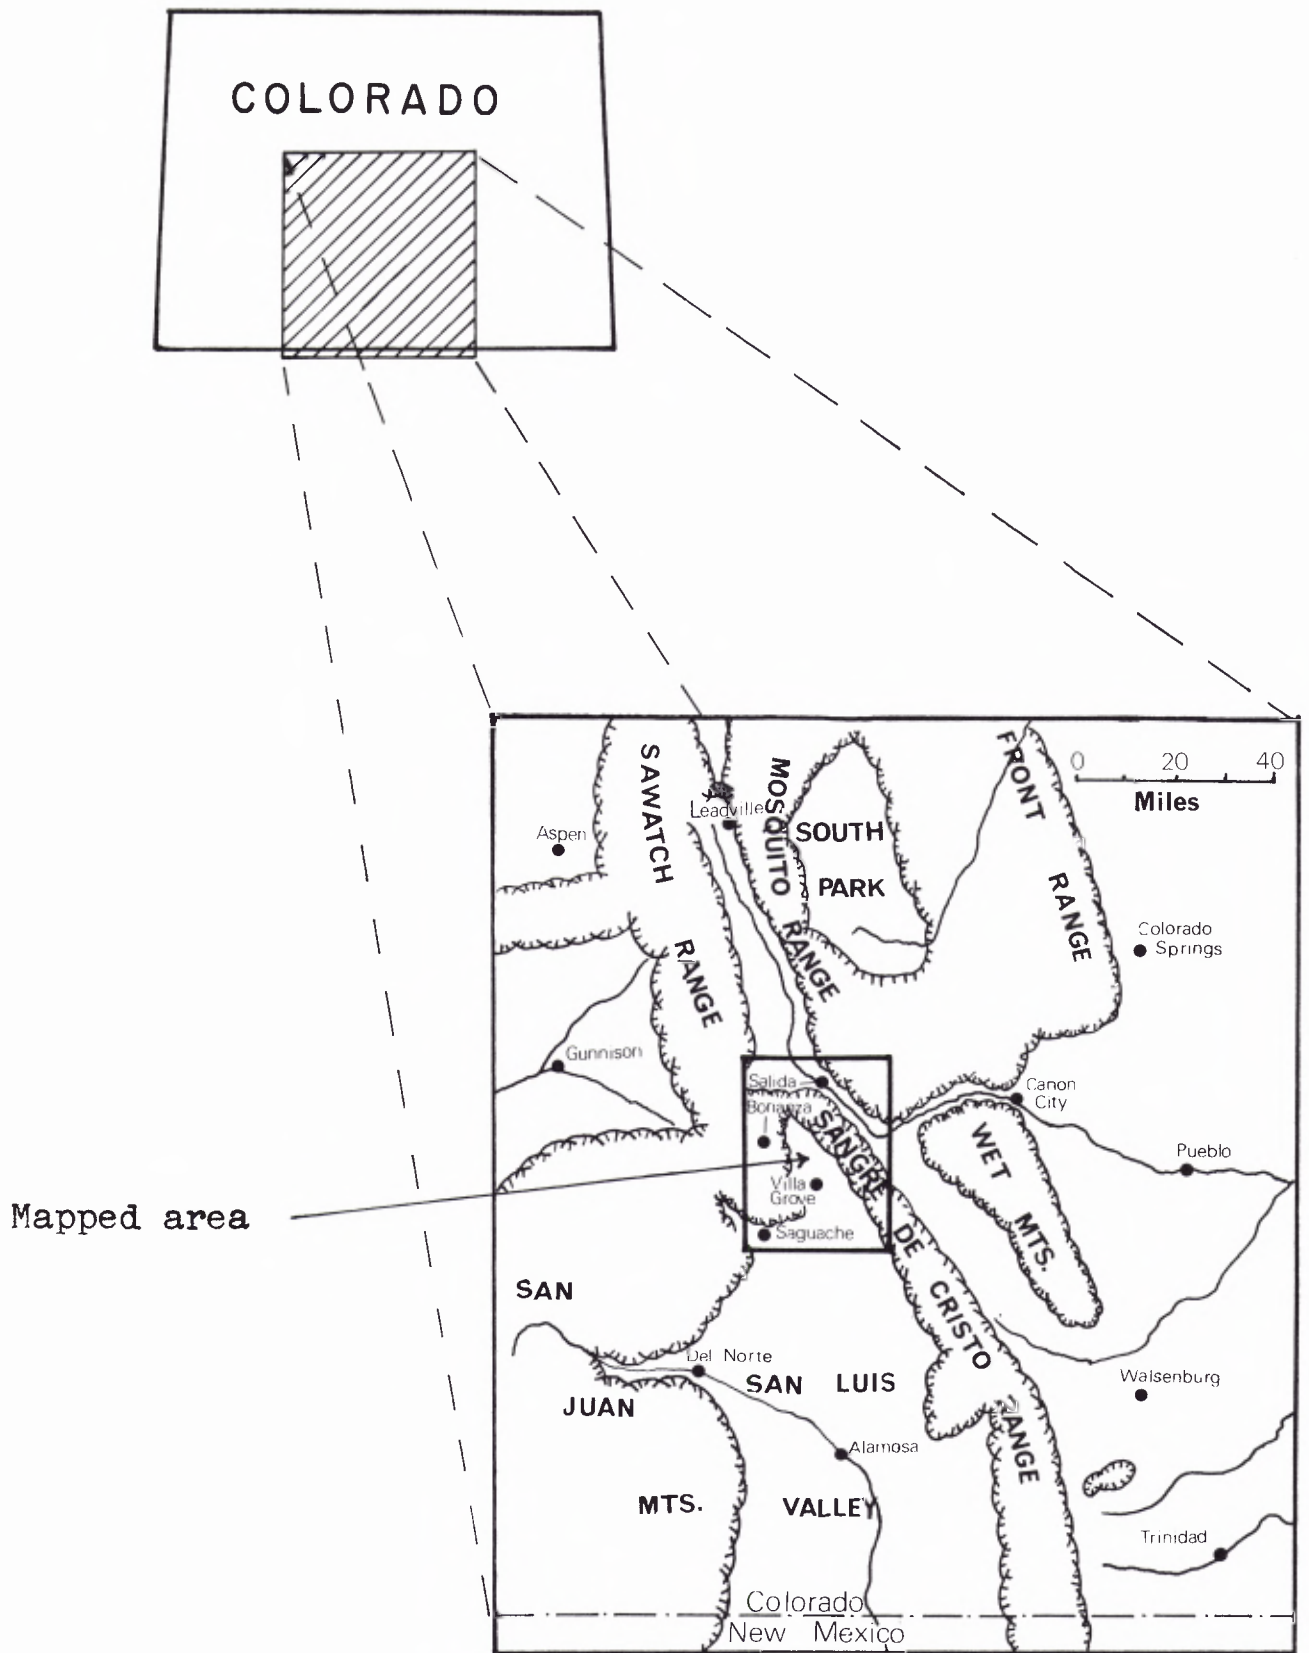 COLORADO
0 20 40
Miles
SAWATCH
RANGE
MOSQUITO
RANGE
FRONT
RANGE
Leadville
Aspen
SOUTH
PARK
Colorado
Springs
Gunnison
Salida
Bonanza
Canon
City
SANGRE
DE
CRISTO
RANGE
WET
MTS.
Pueblo
Villa
Grove
Mapped area
Saguache
SAN
JUAN
MTS.
Del Norte
SAN LUIS
VALLEY
Walsenburg
Alamosa
Trinidad
Colorado
New Mexico